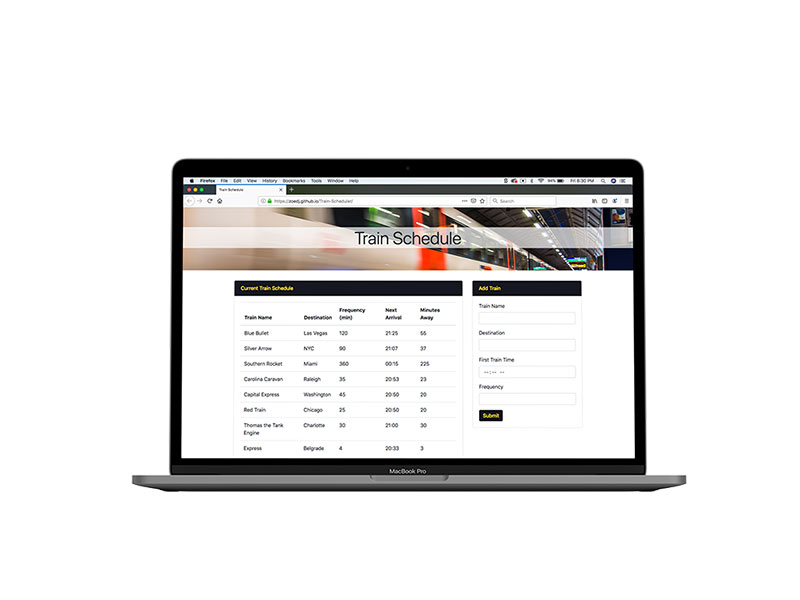 Firefox File Edit View History Bookmarks Tools Window Help 94% Fri 8:30 PM
Train Schedule
https://zoedj.github.io/Train-Scheduler/ Search
Train Schedule
Current Train Schedule
Train Name Destination Frequency (min) Next Arrival Minutes Away
Blue Bullet Las Vegas 120 21:25 55
Silver Arrow NYC 90 21:07 37
Southern Rocket Miami 360 00:15 225
Carolina Caravan Raleigh 35 20:53 23
Capital Express Washington 45 20:50 20
Red Train Chicago 25 20:50 20
Thomas the Tank Engine Charlotte 30 21:00 30
Express Belgrade 4 20:33 3
Add Train
Train Name
Destination
First Train Time
--:-- --
Frequency
Submit
MacBook Pro